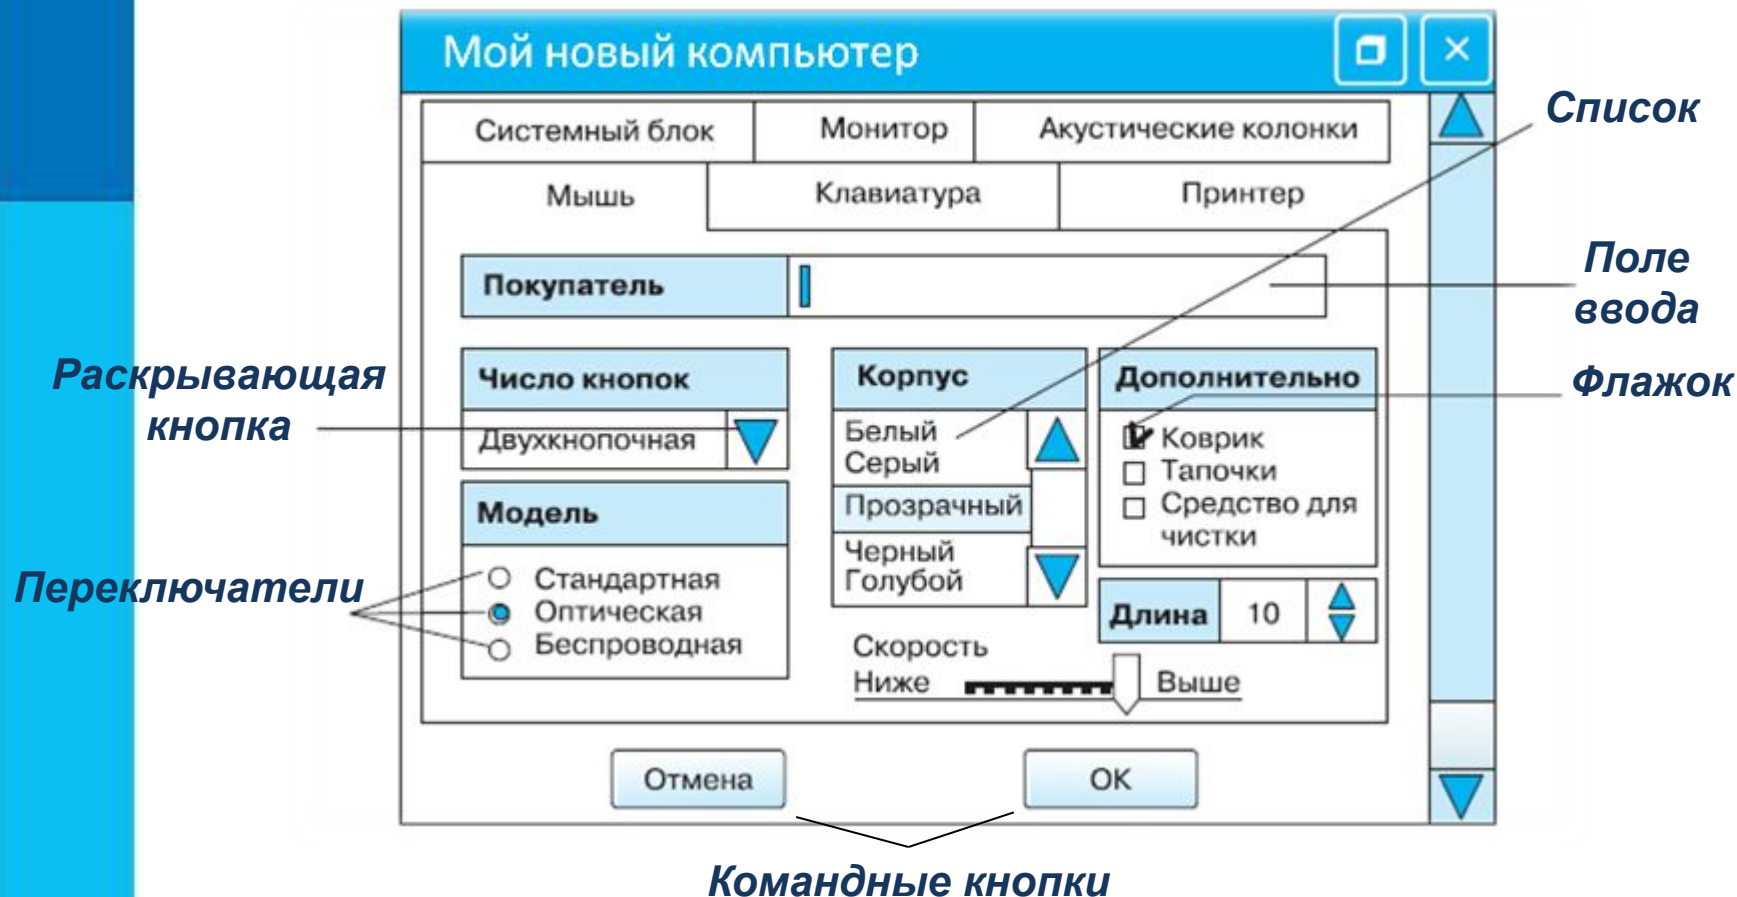 Мой новый компьютер
Список
Системный блок
Монитор
Акустические колонки
Мышь
Клавиатура
Принтер
Поле
ввода
Покупатель
Раскрывающая
кнопка
Число кнопок
Двухкнопочная
Корпус
Белый
Серый
Прозрачный
Черный
Голубой
Дополнительно
Коврик
Тапочки
Средство для
чистки
Флажок
Модель
Стандартная
Оптическая
Беспроводная
Переключатели
Длина
10
Скорость
Ниже
Выше
Отмена
ОК
Командные кнопки